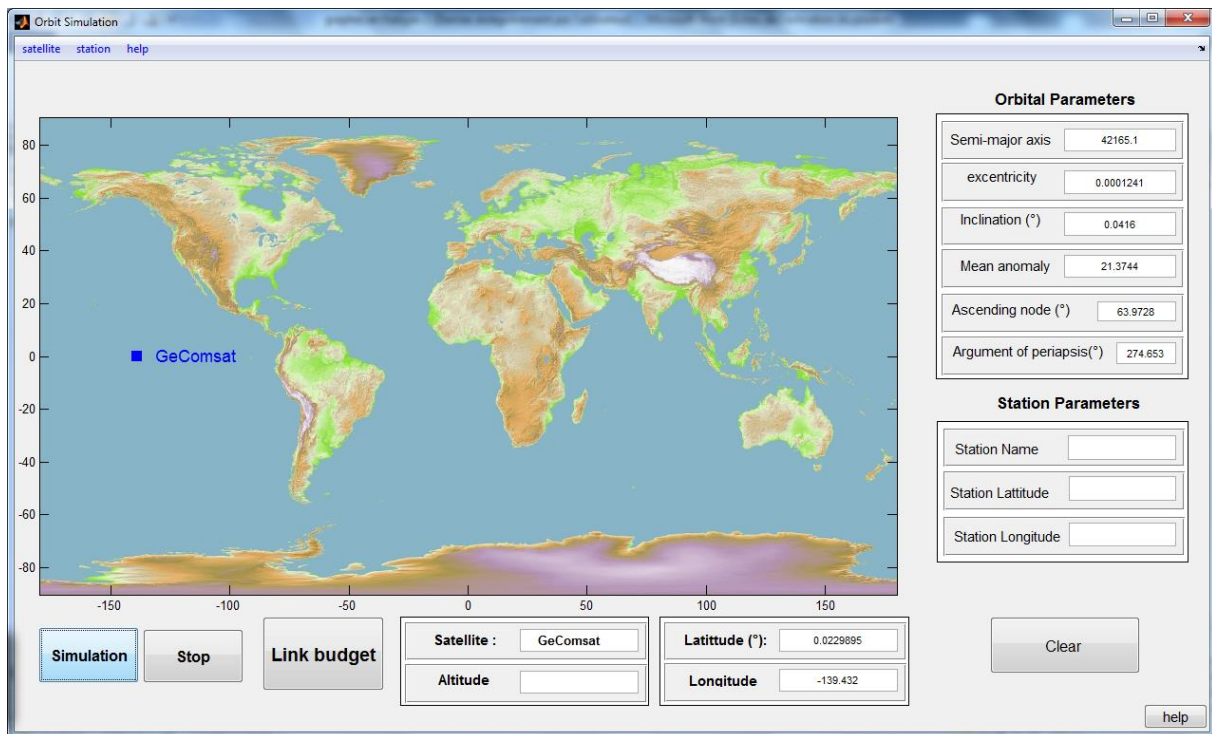 Orbit Simulation
satellite station help
Orbital Parameters
Semi-major axis 42165.1
excentricity 0.0001241
Inclination (°) 0.0416
Mean anomaly 21.3744
Ascending node (°) 63.9728
Argument of periapsis(°) 274.653
Station Parameters
Station Name
Station Lattitude
Station Longitude
80
60
40
20
0
-20
-40
-60
-80
GeComsat
-150 -100 -50 0 50 100 150
Simulation
Stop
Link budget
Satellite : GeComsat
Altitude
Latittude (°): 0.0229895
Longitude -139.432
Clear
help